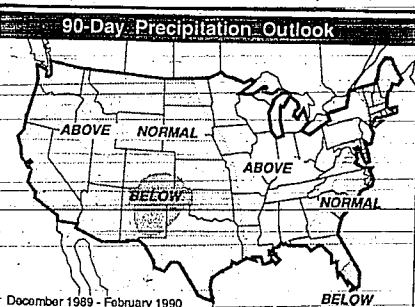 90-Day Precipitation Outlook
ABOVE
NORMAL
ABOVE
BELOW
NORMAL
December 1989 - February 1990
BELOW